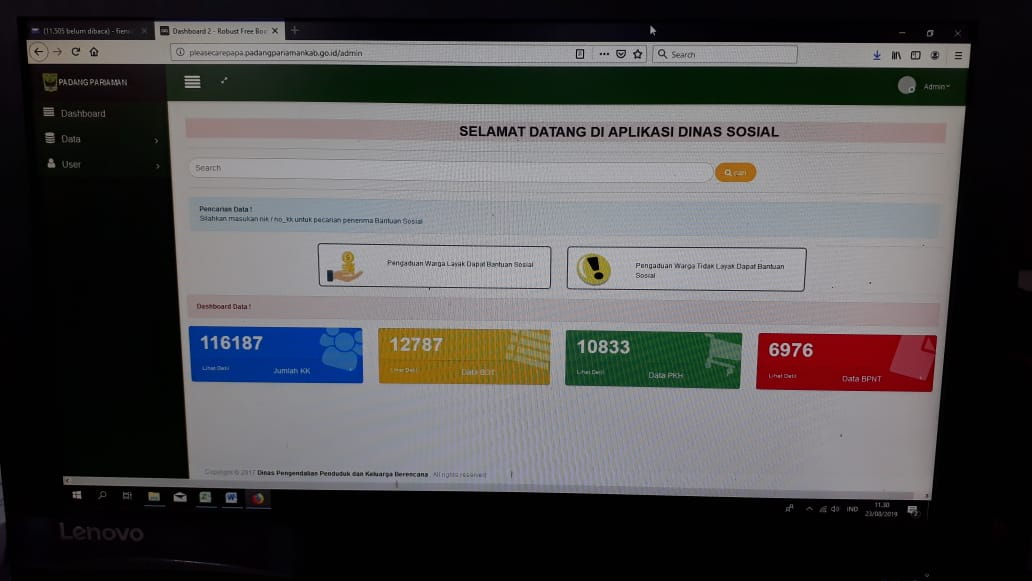 (11.505 belum dibaca) - fieni
Dashboard 2 - Robust Free Boo
pleasecarepapa.padangpariamankab.go.id/admin
Search
PADANG PARIAMAN
Admin
Dashboard
Data
User
SELAMAT DATANG DI APLIKASI DINAS SOSIAL
Search
cari
Pencarian Data !
Silahkan masukan nik / no_kk untuk pecarian penerima Bantuan Sosial
Pengaduan Warga Layak Dapat Bantuan Sosial
Pengaduan Warga Tidak Layak Dapat Bantuan
Sosial
Dashboard Data !
116187
Lihat Detil Jumlah KK
12787
Lihat Detil Data BDT
10833
Lihat Detil Data PKH
6976
Lihat Detil Data BPNT
Copyright © 2017 Dinas Pengendalian Penduduk dan Keluarga Berencana . All rights reserved
IND
11.30
23/08/2019
Lenovo